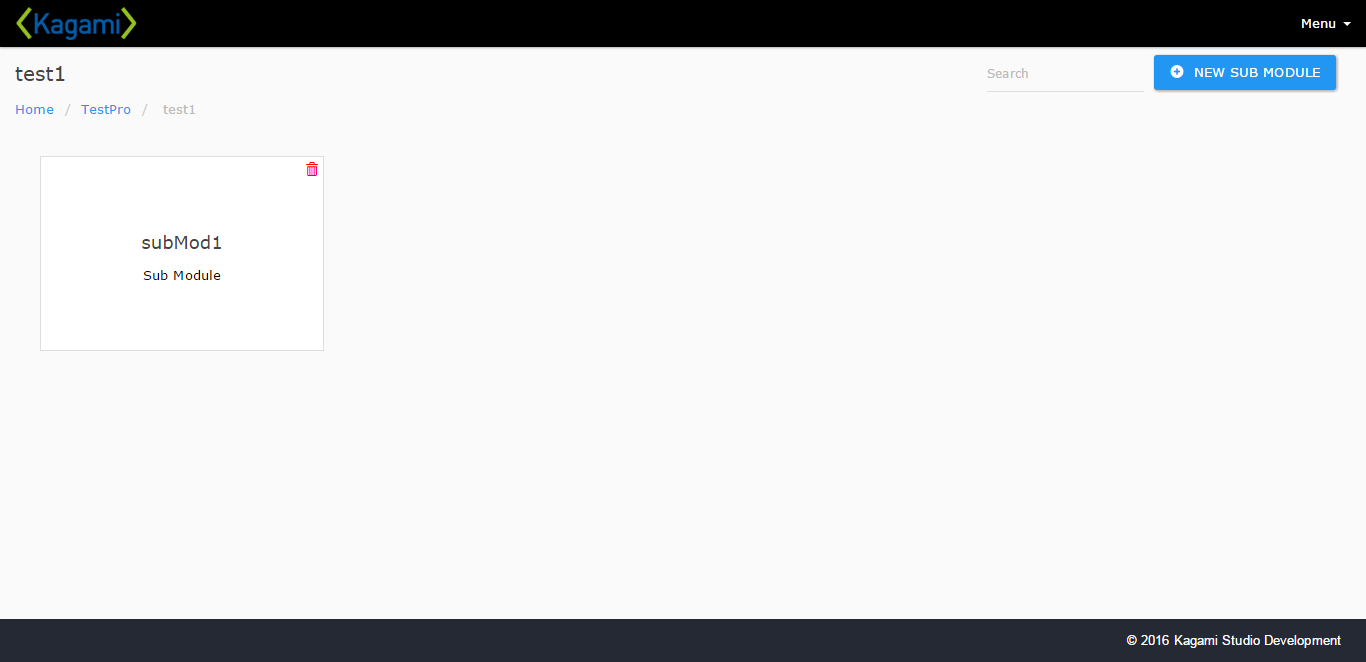 <Kagami>
Menu
test1
Search
NEW SUB MODULE
Home / TestPro / test1
subMod1
Sub Module
© 2016 Kagami Studio Development